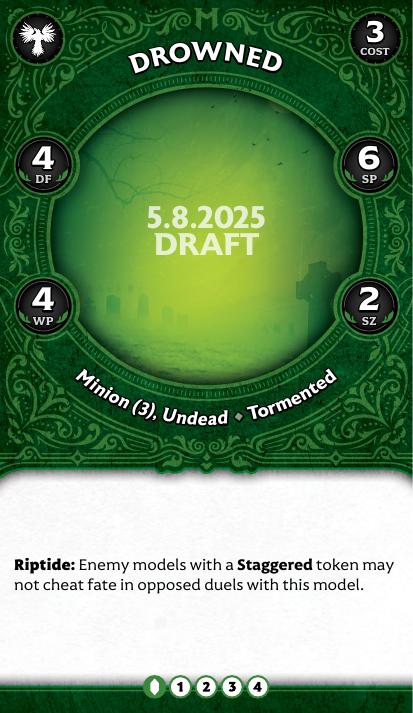 M
DROWNED
3
COST
4
DF
6
SP
5.8.2025
DRAFT
4
WP
2
SZ
Minion (3), Undead ♦ Tormented
Riptide: Enemy models with a Staggered token may
not cheat fate in opposed duels with this model.
1 2 3 4